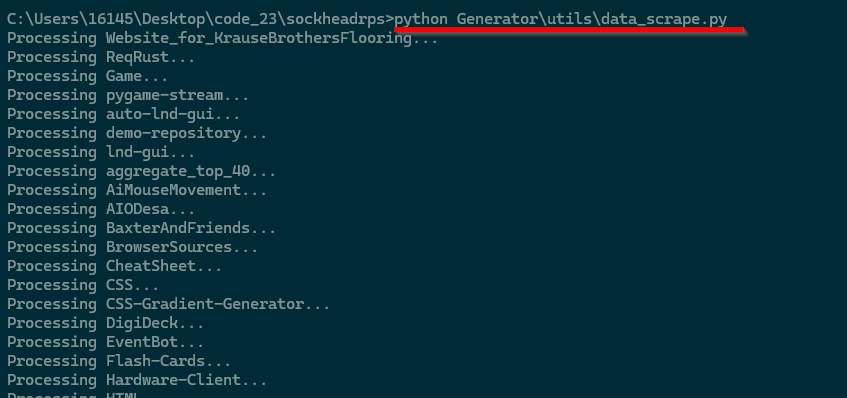 C:\Users\16145\Desktop\code_23\sockheadrps>python Generator\utils\data_scrape.py
Processing Website_for_KrauseBrothersFlooring...
Processing ReqRust...
Processing Game...
Processing pygame-stream...
Processing auto-lnd-gui...
Processing demo-repository...
Processing lnd-gui...
Processing aggregate_top_40...
Processing AiMouseMovement...
Processing AIODesa...
Processing BaxterAndFriends...
Processing BrowserSources...
Processing CheatSheet...
Processing CSS...
Processing CSS-Gradient-Generator...
Processing DigiDeck...
Processing EventBot...
Processing Flash-Cards...
Processing Hardware-Client...
Processing HTML